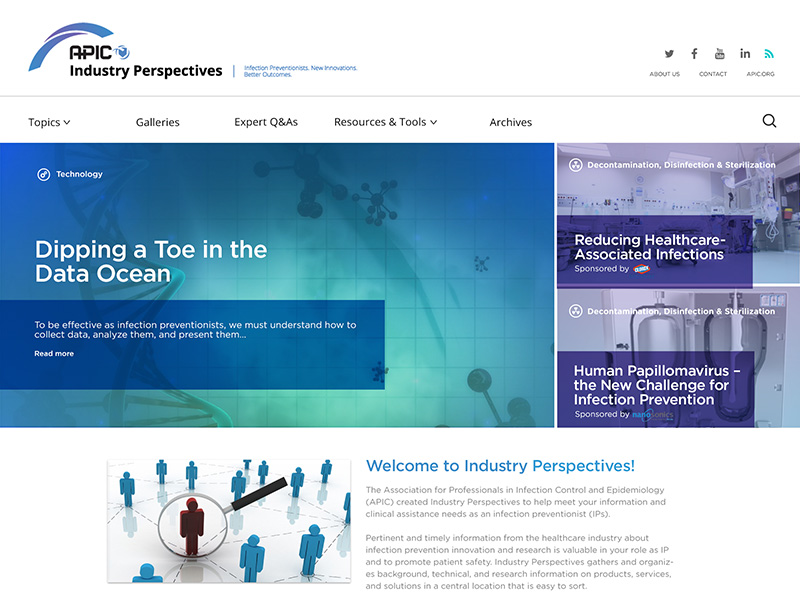 APIC
Industry Perspectives
Infection Preventionists. New Innovations.
Better Outcomes.
ABOUT US
CONTACT
APIC.ORG
Topics
Galleries
Expert Q&As
Resources & Tools
Archives
Technology
Dipping a Toe in the
Data Ocean
To be effective as infection preventionists, we must understand how to
collect data, analyze them, and present them...
Read more
Decontamination, Disinfection & Sterilization
Reducing Healthcare-
Associated Infections
Sponsored by CLOROX
Decontamination, Disinfection & Sterilization
Human Papillomavirus –
the New Challenge for
Infection Prevention
Sponsored by nanosonics
Welcome to Industry Perspectives!
The Association for Professionals in Infection Control and Epidemiology
(APIC) created Industry Perspectives to help meet your information and
clinical assistance needs as an infection preventionist (IPs).
Pertinent and timely information from the healthcare industry about
infection prevention innovation and research is valuable in your role as IP
and to promote patient safety. Industry Perspectives gathers and organiz-
es background, technical, and research information on products, services,
and solutions in a central location that is easy to sort.